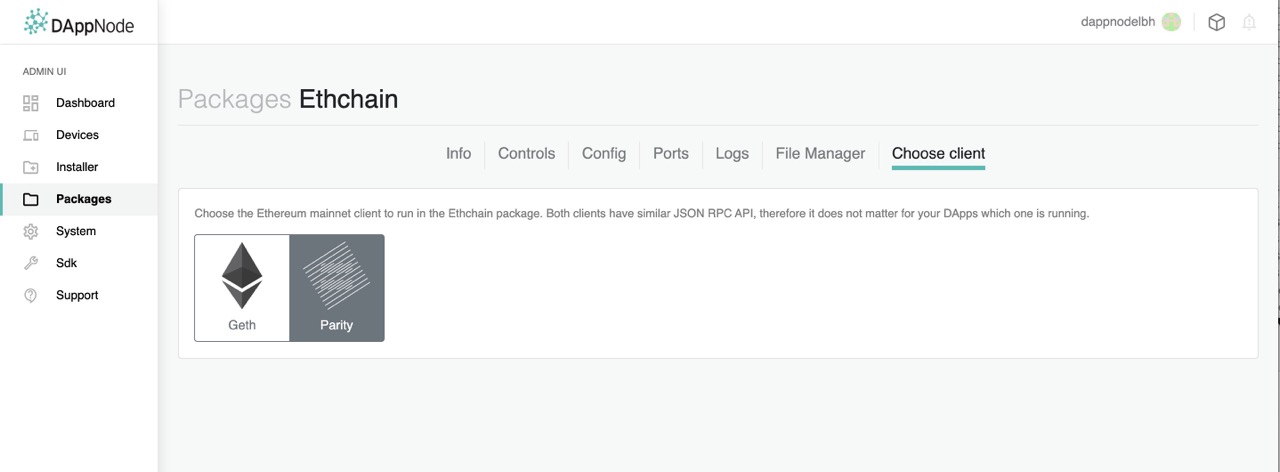 DAppNode
dappnodelbh
ADMIN UI
Dashboard
Devices
Installer
Packages
System
Sdk
Support
Packages Ethchain
Info Controls Config Ports Logs File Manager Choose client
Choose the Ethereum mainnet client to run in the Ethchain package. Both clients have similar JSON RPC API, therefore it does not matter for your DApps which one is running.
Geth Parity